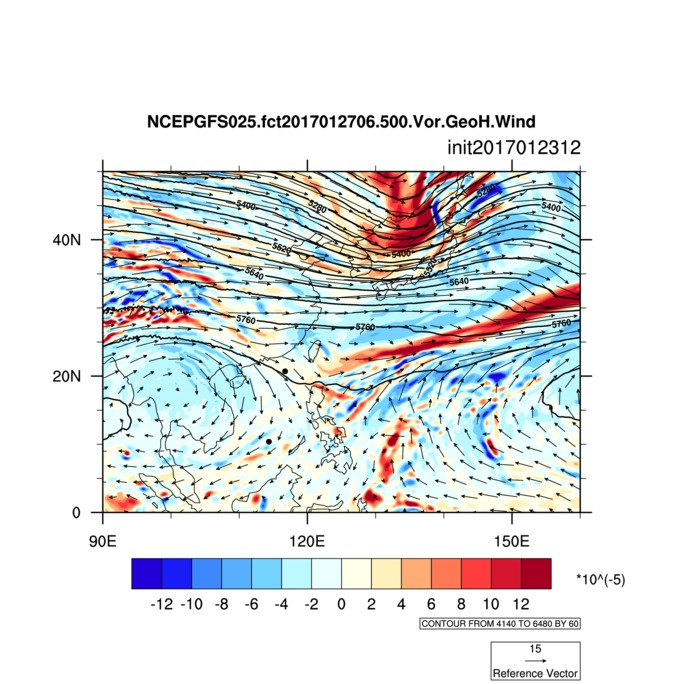 NCEPGFS025.fct2017012706.500.Vor.GeoH.Wind
init2017012312
5280
5400
5280
5400
40N
5520
5400
5520
5640
5640
5760
5760
5760
20N
0
90E 120E 150E
-12 -10 -8 -6 -4 -2 0 2 4 6 8 10 12
*10^(-5)
CONTOUR FROM 4140 TO 6480 BY 60
15
Reference Vector